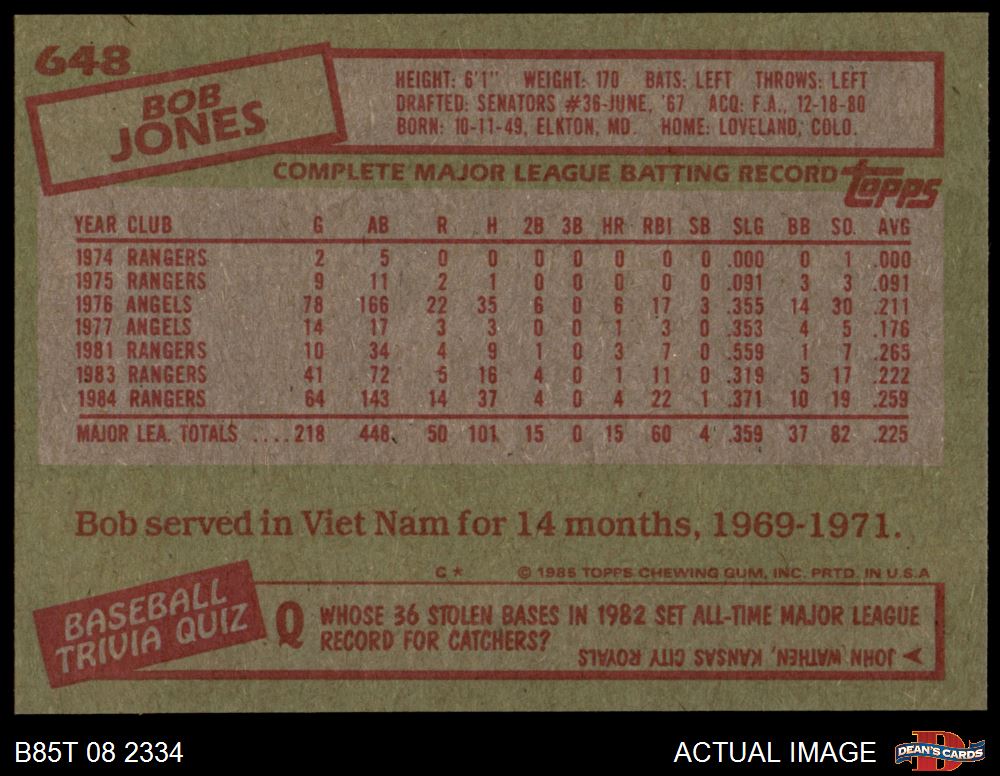 648
BOB
JONES
HEIGHT: 6'1" WEIGHT: 170 BATS: LEFT THROWS: LEFT
DRAFTED: SENATORS #36-JUNE, '67 ACQ: F.A., 12-18-80
BORN: 10-11-49, ELKTON, MD. HOME: LOVELAND, COLO.
COMPLETE MAJOR LEAGUE BATTING RECORD
topps
YEAR CLUB G AB R H 2B 3B HR RBI SB SLG BB SO. AVG
1974 RANGERS 2 5 0 0 0 0 0 0 0 .000 0 1 .000
1975 RANGERS 9 11 2 1 0 0 0 0 0 .091 3 3 .091
1976 ANGELS 78 166 22 35 6 0 6 17 3 .355 14 30 .211
1977 ANGELS 14 17 3 3 0 0 1 3 0 .353 4 5 .176
1981 RANGERS 10 34 4 9 1 0 3 7 0 .559 1 7 .265
1983 RANGERS 41 72 5 16 4 0 1 11 0 .319 5 17 .222
1984 RANGERS 64 143 14 37 4 0 4 22 1 .371 10 19 .259
MAJOR LEA. TOTALS ....218 448 50 101 15 0 15 60 4 .359 37 82 .225
Bob served in Viet Nam for 14 months, 1969-1971.
C* © 1985 TOPPS CHEWING GUM, INC. PRTD. IN U.S.A
BASEBALL
TRIVIA QUIZ
Q WHOSE 36 STOLEN BASES IN 1982 SET ALL-TIME MAJOR LEAGUE
RECORD FOR CATCHERS?
JOHN WATHEN, KANSAS CITY ROYALS
B85T 08 2334
ACTUAL IMAGE
D
DEAN'S CARDS